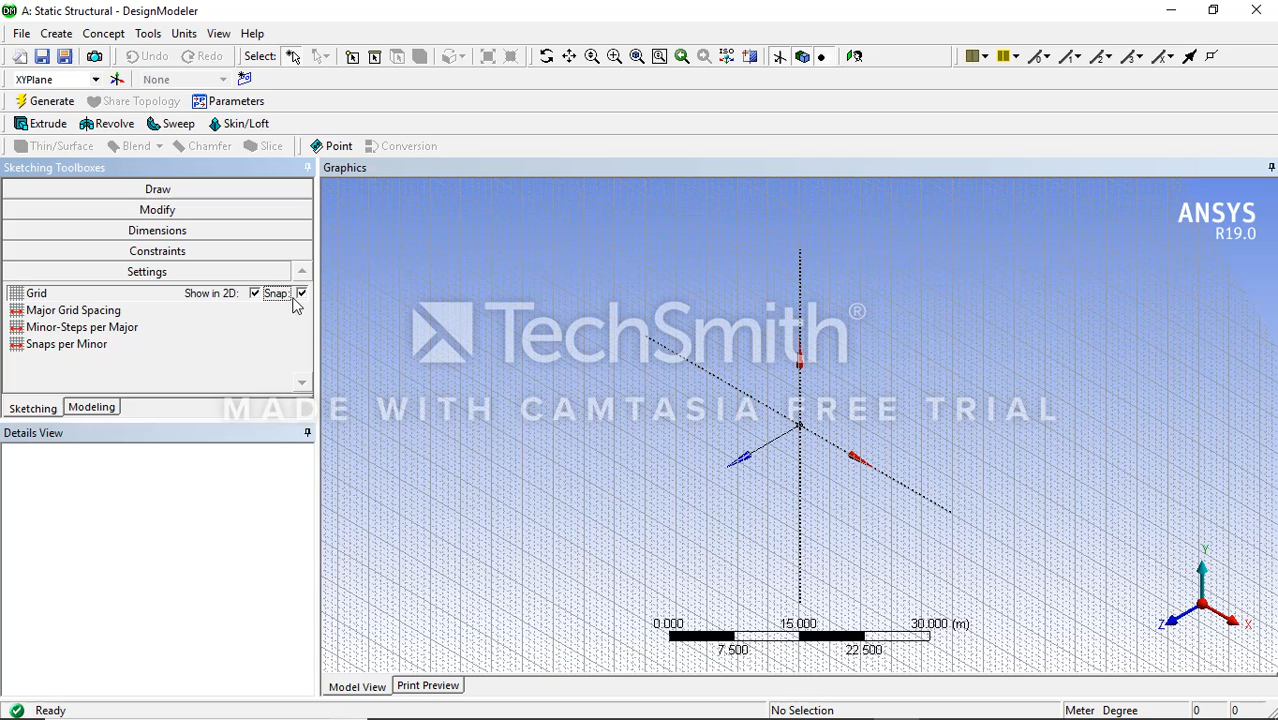 A: Static Structural - DesignModeler
File Create Concept Tools Units View Help
Undo Redo Select:
XYPlane None
Generate Share Topology Parameters
Extrude Revolve Sweep Skin/Loft
Thin/Surface Blend Chamfer Slice Point Conversion
Sketching Toolboxes
Draw
Modify
Dimensions
Constraints
Settings
Grid Show in 2D: Snap:
Major Grid Spacing
Minor-Steps per Major
Snaps per Minor
Sketching Modeling
Details View
Graphics
ANSYS
R19.0
TechSmith®
MADE WITH CAMTASIA FREE TRIAL
Y
Z
X
0.000 15.000 30.000 (m)
7.500 22.500
Model View Print Preview
Ready No Selection Meter Degree 0 0